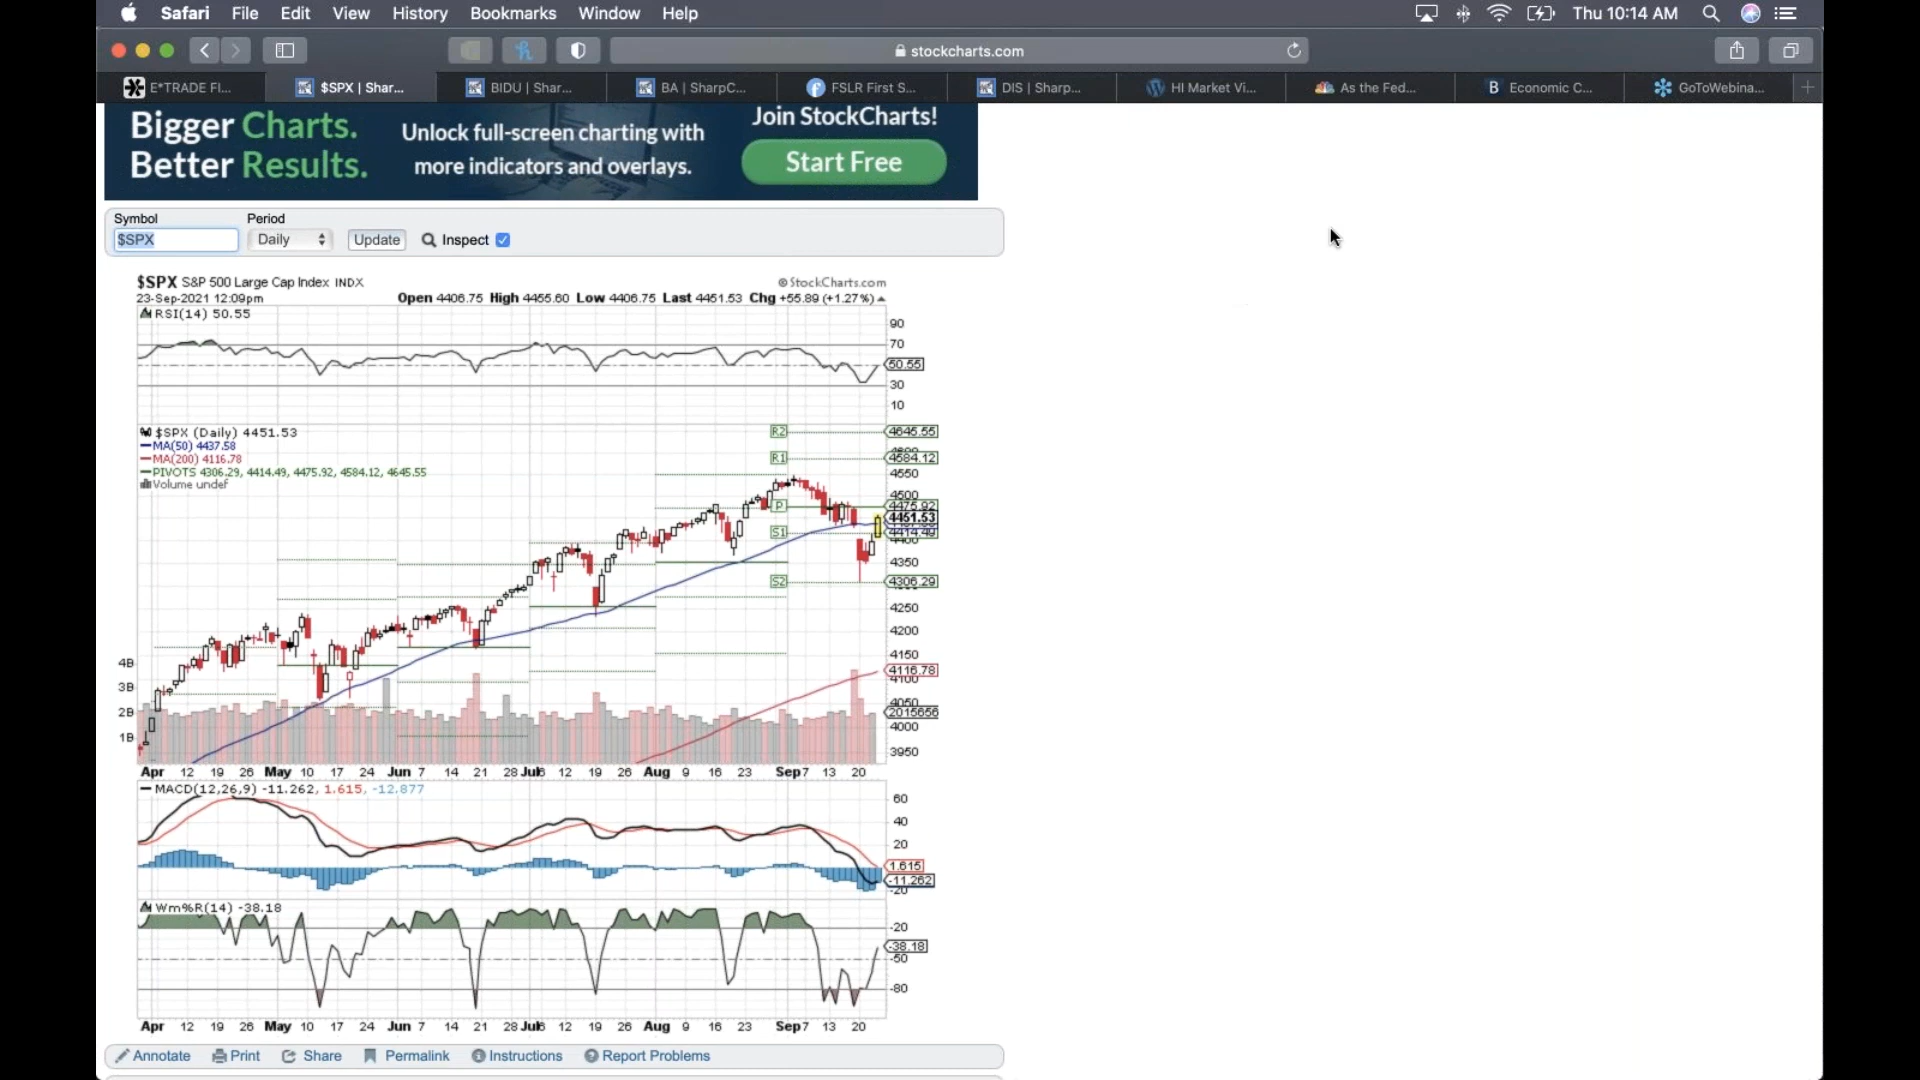 Safari File Edit View History Bookmarks Window Help Thu 10:14 AM
stockcharts.com
E*TRADE FI... $SPX | Shar... BIDU | Shar... BA | SharpC... FSLR First S... DIS | Sharp... HI Market Vi... As the Fed... B Economic C... GoToWebina...
Bigger Charts.
Better Results.
Unlock full-screen charting with
more indicators and overlays.
Join StockCharts!
Start Free
Symbol Period
$SPX Daily Update Inspect
$SPX S&P 500 Large Cap Index INDX © StockCharts.com
23-Sep-2021 12:09pm Open 4406.75 High 4455.60 Low 4406.75 Last 4451.53 Chg +55.89 (+1.27%)
RSI(14) 50.55
90
70
50.55
30
10
$SPX (Daily) 4451.53
MA(50) 4437.58
MA(200) 4116.78
PIVOTS 4306.29, 4414.49, 4475.92, 4584.12, 4645.55
Volume undef
R2 4645.55
R1 4584.12
4550
4500
P 4475.92
4451.53
S1 4414.49
4400
4350
S2 4306.29
4250
4200
4150
4116.78
4100
4050
2015656
4000
3950
4B
3B
2B
1B
Apr 12 19 26 May 10 17 24 Jun 7 14 21 28 Jul 6 12 19 26 Aug 9 16 23 Sep 7 13 20
MACD(12,26,9) -11.262, 1.615, -12.877
60
40
20
1.615
-11.262
-20
Wm%R(14) -38.18
-20
-38.18
-50
-80
Apr 12 19 26 May 10 17 24 Jun 7 14 21 28 Jul 6 12 19 26 Aug 9 16 23 Sep 7 13 20
Annotate Print Share Permalink Instructions Report Problems